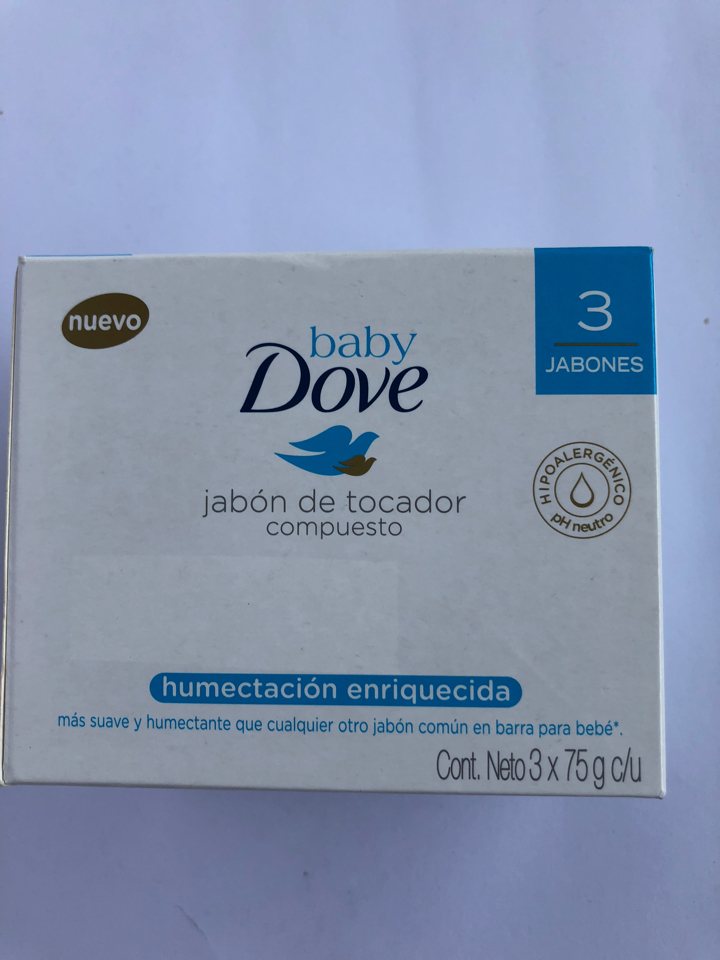 nuevo
baby
Dove
3
JABONES
HIPOALERGÉNICO
pH neutro
jabón de tocador
compuesto
humectación enriquecida
más suave y humectante que cualquier otro jabón común en barra para bebé*.
Cont. Neto 3 x 75 g c/u